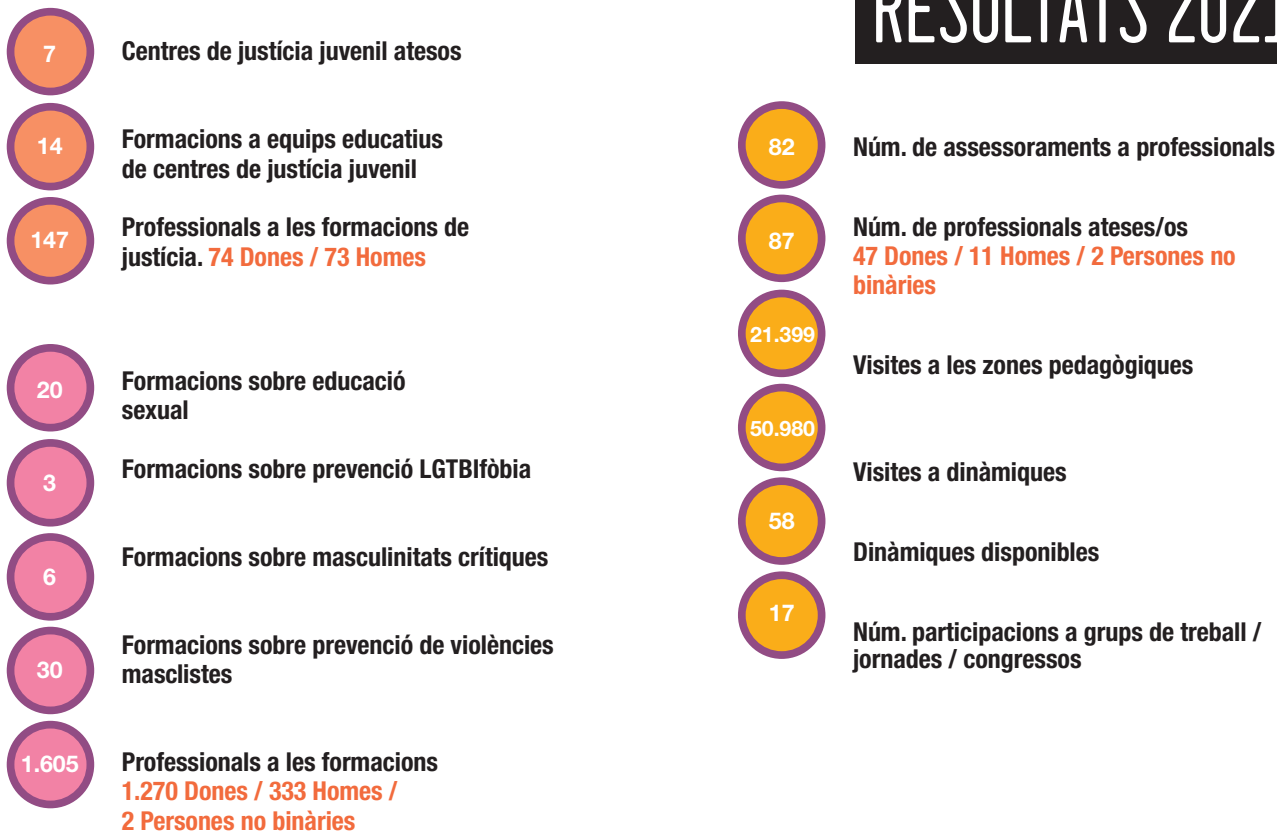 RESULTATS 2021
7
Centres de justícia juvenil atesos
14
Formacions a equips educatius
de centres de justícia juvenil
147
Professionals a les formacions de
justícia. 74 Dones / 73 Homes
20
Formacions sobre educació
sexual
3
Formacions sobre prevenció LGTBIfòbia
6
Formacions sobre masculinitats crítiques
30
Formacions sobre prevenció de violències
masclistes
1.605
Professionals a les formacions
1.270 Dones / 333 Homes /
2 Persones no binàries
82
Núm. de assessoraments a professionals
87
Núm. de professionals ateses/os
47 Dones / 11 Homes / 2 Persones no
binàries
21.399
Visites a les zones pedagògiques
50.980
Visites a dinàmiques
58
Dinàmiques disponibles
17
Núm. participacions a grups de treball /
jornades / congressos